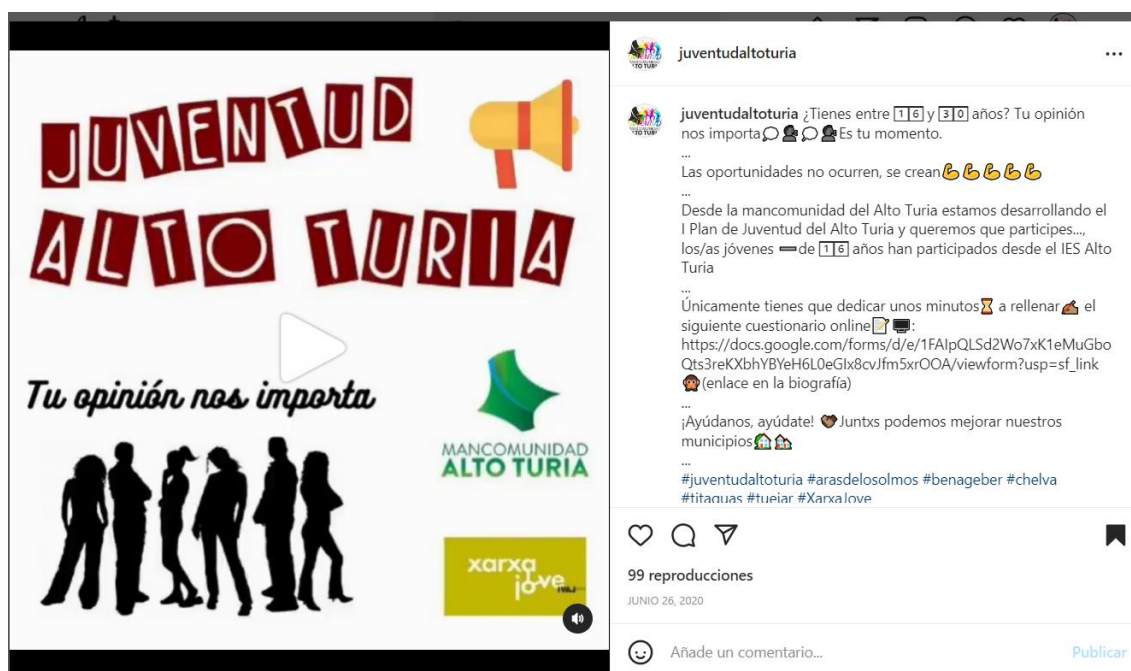 JUVENTUD
ALTO TURIA
Tu opinión nos importa
MANCOMUNIDAD
ALTO TURIA
xarxa
jove
juventudaltoturia
juventudaltoturia ¿Tienes entre 16 y 30 años? Tu opinión
nos importa💭🗣💭🗣Es tu momento.
...
Las oportunidades no ocurren, se crean💪💪💪💪💪
...
Desde la mancomunidad del Alto Turia estamos desarrollando el
I Plan de Juventud del Alto Turia y queremos que participes...,
los/as jóvenes ➖de 16 años han participados desde el IES Alto
Turia
...
Únicamente tienes que dedicar unos minutos⏳ a rellenar✍ el
siguiente cuestionario online📝🖥:
https://docs.google.com/forms/d/e/1FAIpQLSd2Wo7xK1eMuGbo
Qts3reKXbhYBYeH6L0eGIx8cvJfm5xrOOA/viewform?usp=sf_link
🙊(enlace en la biografía)
...
¡Ayúdanos, ayúdate! 🤝Juntxs podemos mejorar nuestros
municipios🏡🏘
...
#juventudaltoturia #arasdelosolmos #benageber #chelva
#titaguas #tuejar #XarxaJove
99 reproducciones
JUNIO 26, 2020
Añade un comentario...
Publicar